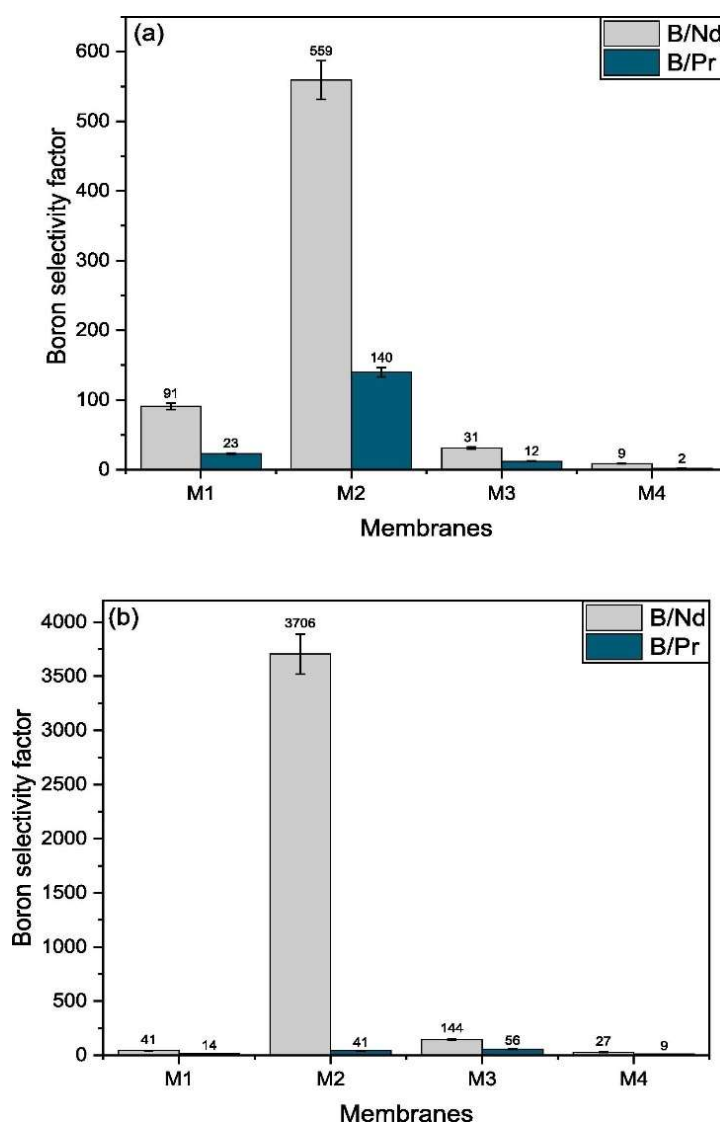 (a)
B/Nd
B/Pr
Boron selectivity factor
600
500
400
300
200
100
0
559
140
91
23
31
12
9
2
M1
M2
M3
M4
Membranes
(b)
B/Nd
B/Pr
Boron selectivity factor
4000
3500
3000
2500
2000
1500
1000
500
0
3706
41
14
41
144
56
27
9
M1
M2
M3
M4
Membranes